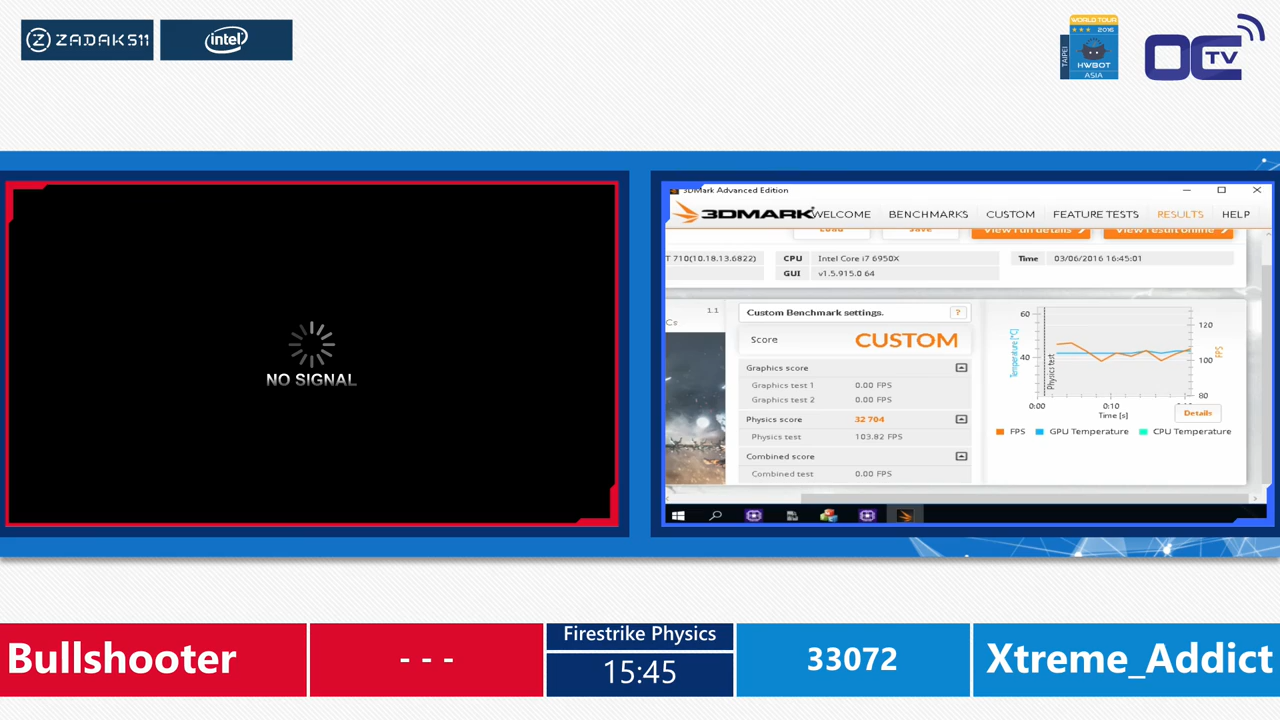 ZADAK511
intel
WORLD TOUR
2016
TAIPEI
HWBOT
ASIA
OC
TV
NO SIGNAL
3DMark Advanced Edition
3DMARK
WELCOME
BENCHMARKS
CUSTOM
FEATURE TESTS
RESULTS
HELP
Load
Save
View run details
View result online
T 710(10.18.13.6822)
CPU
Intel Core i7 6950X
Time
03/06/2016 16:45:01
GUI
v1.5.915.0 64
1.1
Cs
Custom Benchmark settings.
?
Score
CUSTOM
Graphics score
Graphics test 1
0.00 FPS
Graphics test 2
0.00 FPS
Physics score
32 704
Physics test
103.82 FPS
Combined score
Combined test
0.00 FPS
60
40
Temperature [°C]
Physics test
120
100
80
FPS
0:00
0:10
Time [s]
Details
FPS
GPU Temperature
CPU Temperature
Bullshooter
- - -
Firestrike Physics
15:45
33072
Xtreme_Addict